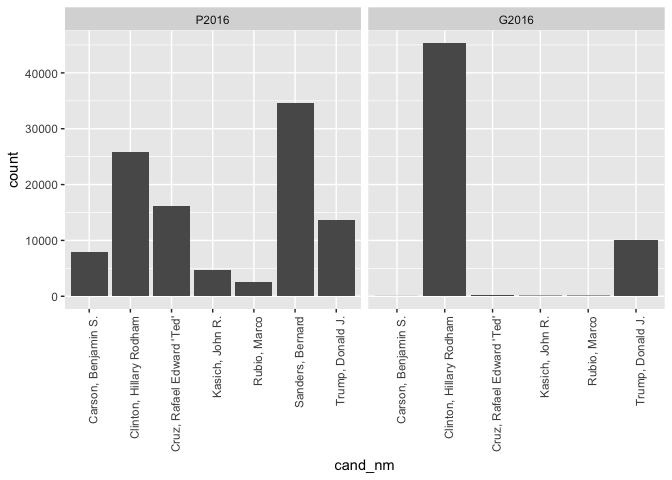 P2016
G2016
count
40000
30000
20000
10000
0
Carson, Benjamin S.
Clinton, Hillary Rodham
Cruz, Rafael Edward 'Ted'
Kasich, John R.
Rubio, Marco
Sanders, Bernard
Trump, Donald J.
Carson, Benjamin S.
Clinton, Hillary Rodham
Cruz, Rafael Edward 'Ted'
Kasich, John R.
Rubio, Marco
Trump, Donald J.
cand_nm